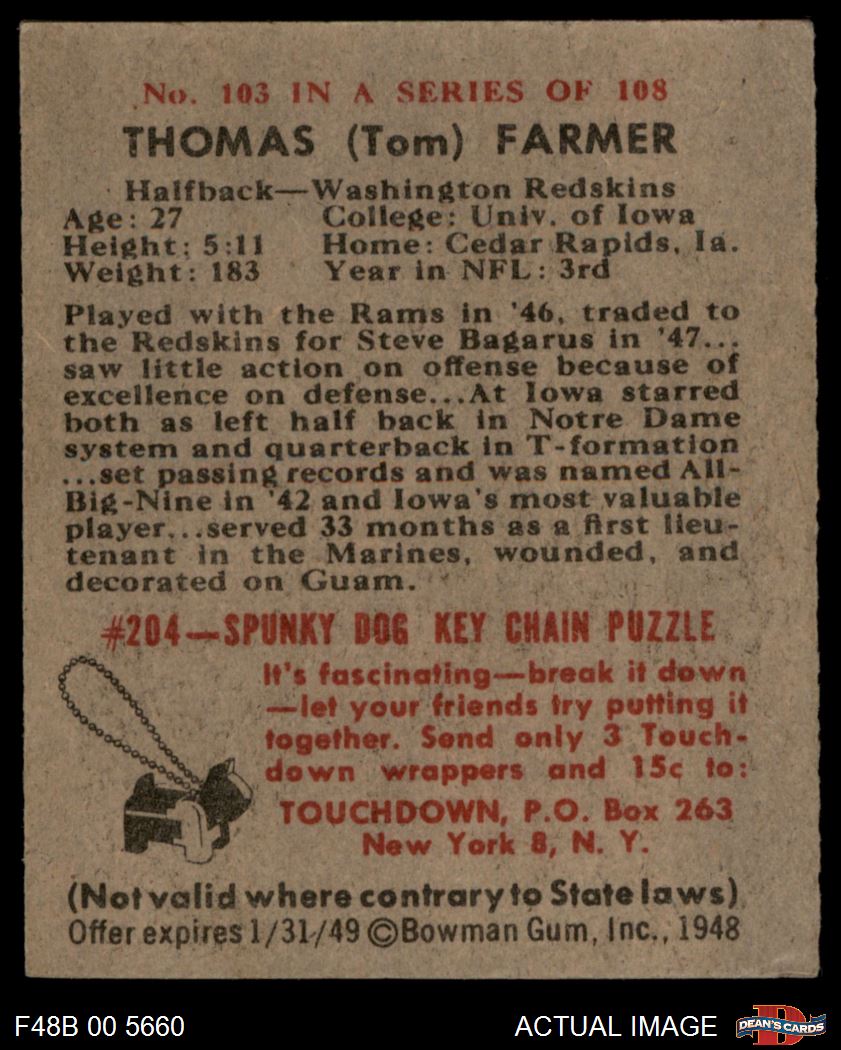 No. 103 IN A SERIES OF 108
THOMAS (Tom) FARMER
Halfback—Washington Redskins
Age: 27 College: Univ. of Iowa
Height: 5:11 Home: Cedar Rapids, Ia.
Weight: 183 Year in NFL: 3rd
Played with the Rams in '46, traded to
the Redskins for Steve Bagarus in '47...
saw little action on offense because of
excellence on defense...At Iowa starred
both as left half back in Notre Dame
system and quarterback in T-formation
...set passing records and was named All-
Big-Nine in '42 and Iowa's most valuable
player...served 33 months as a first lieu-
tenant in the Marines, wounded, and
decorated on Guam.
#204—SPUNKY DOG KEY CHAIN PUZZLE
It's fascinating—break it down
—let your friends try putting it
together. Send only 3 Touch-
down wrappers and 15c to:
TOUCHDOWN, P.O. Box 263
New York 8, N. Y.
(Not valid where contrary to State laws)
Offer expires 1/31/49 ©Bowman Gum, Inc., 1948
F48B 00 5660 ACTUAL IMAGE
DEAN'S CARDS